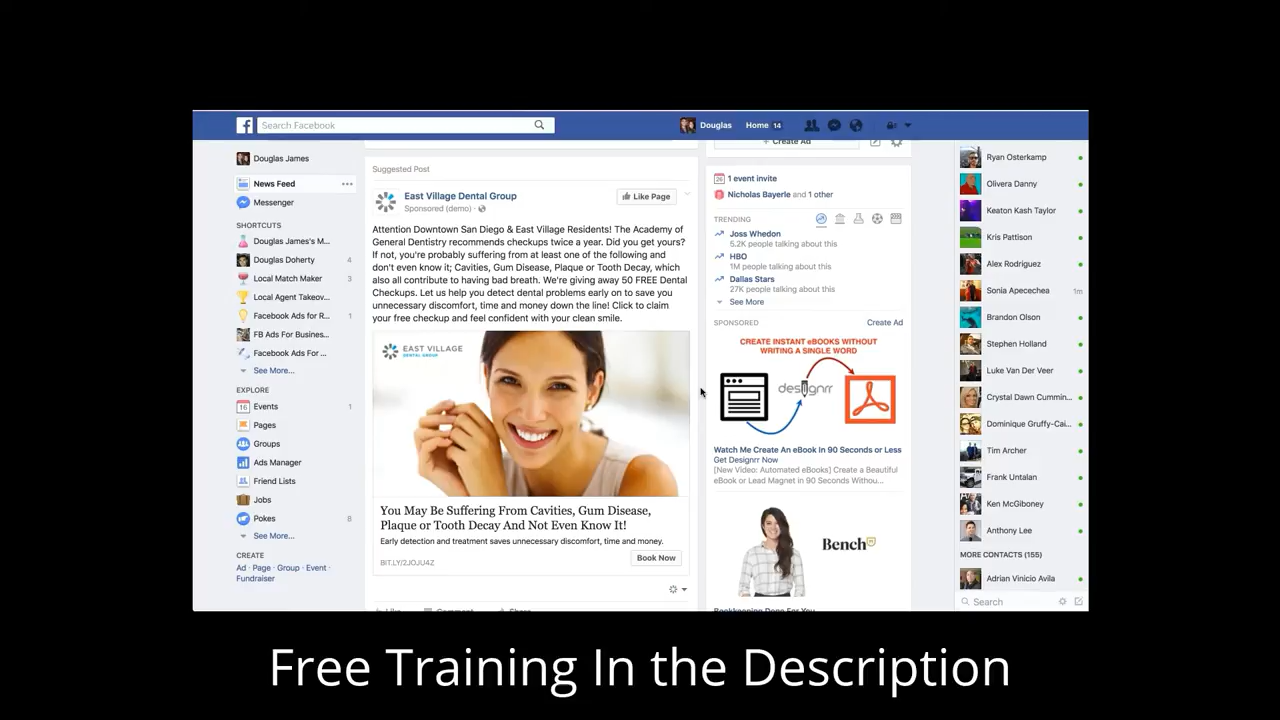 Search Facebook
Douglas
Home 14
Douglas James
News Feed
Messenger
SHORTCUTS
Douglas James's M...
Douglas Doherty 4
Local Match Maker 3
Local Agent Takeov...
Facebook Ads for R... 1
FB Ads For Busines...
Facebook Ads For ...
See More...
EXPLORE
16 Events 1
Pages
Groups
Ads Manager
Friend Lists
Jobs
Pokes 8
See More...
CREATE
Ad · Page · Group · Event ·
Fundraiser
Suggested Post
East Village Dental Group
Like Page
Sponsored (demo) ·
Attention Downtown San Diego & East Village Residents! The Academy of
General Dentistry recommends checkups twice a year. Did you get yours?
If not, you're probably suffering from at least one of the following and
don't even know it; Cavities, Gum Disease, Plaque or Tooth Decay, which
also all contribute to having bad breath. We're giving away 50 FREE Dental
Checkups. Let us help you detect dental problems early on to save you
unnecessary discomfort, time and money down the line! Click to claim
your free checkup and feel confident with your clean smile.
EAST VILLAGE
DENTAL GROUP
You May Be Suffering From Cavities, Gum Disease,
Plaque or Tooth Decay And Not Even Know It!
Early detection and treatment saves unnecessary discomfort, time and money.
BIT.LY/2JOJU4Z
Book Now
Like Comment Share
+ Create Ad
1 event invite
Nicholas Bayerle and 1 other
TRENDING
Joss Whedon
5.2K people talking about this
HBO
1M people talking about this
Dallas Stars
27K people talking about this
See More
SPONSORED
Create Ad
CREATE INSTANT eBOOKS WITHOUT
WRITING A SINGLE WORD
designrr
Watch Me Create An eBook In 90 Seconds or Less
Get Designrr Now
[New Video: Automated eBooks] Create a Beautiful
eBook or Lead Magnet in 90 Seconds Withou...
Bench
Bookkeeping Done For You
Ryan Osterkamp
Olivera Danny
Keaton Kash Taylor
Kris Pattison
Alex Rodriguez
Sonia Apecechea 1m
Brandon Olson
Stephen Holland
Luke Van Der Veer
Crystal Dawn Cummin...
Dominique Gruffy-Cai...
Tim Archer
Frank Untalan
Ken McGiboney
Anthony Lee
MORE CONTACTS (155)
Adrian Vinicio Avila
Search
Free Training In the Description